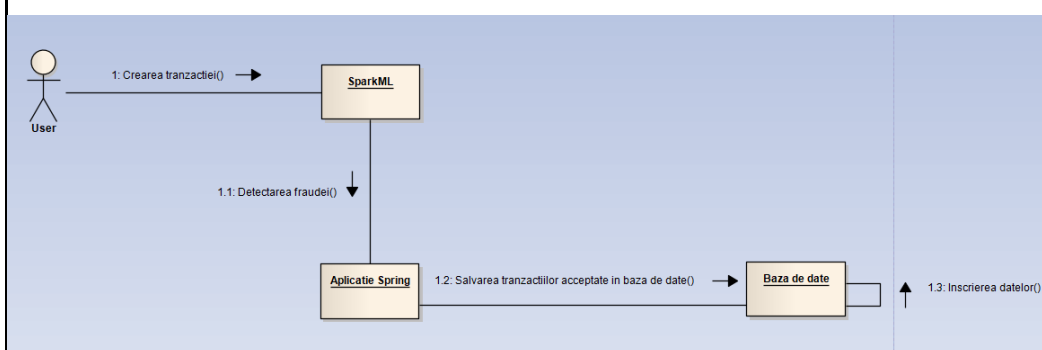 1: Crearea tranzactiei()
SparkML
User
1.1: Detectarea fraudei()
Aplicatie Spring
1.2: Salvarea tranzactiilor acceptate in baza de date()
Baza de date
1.3: Inscrierea datelor()